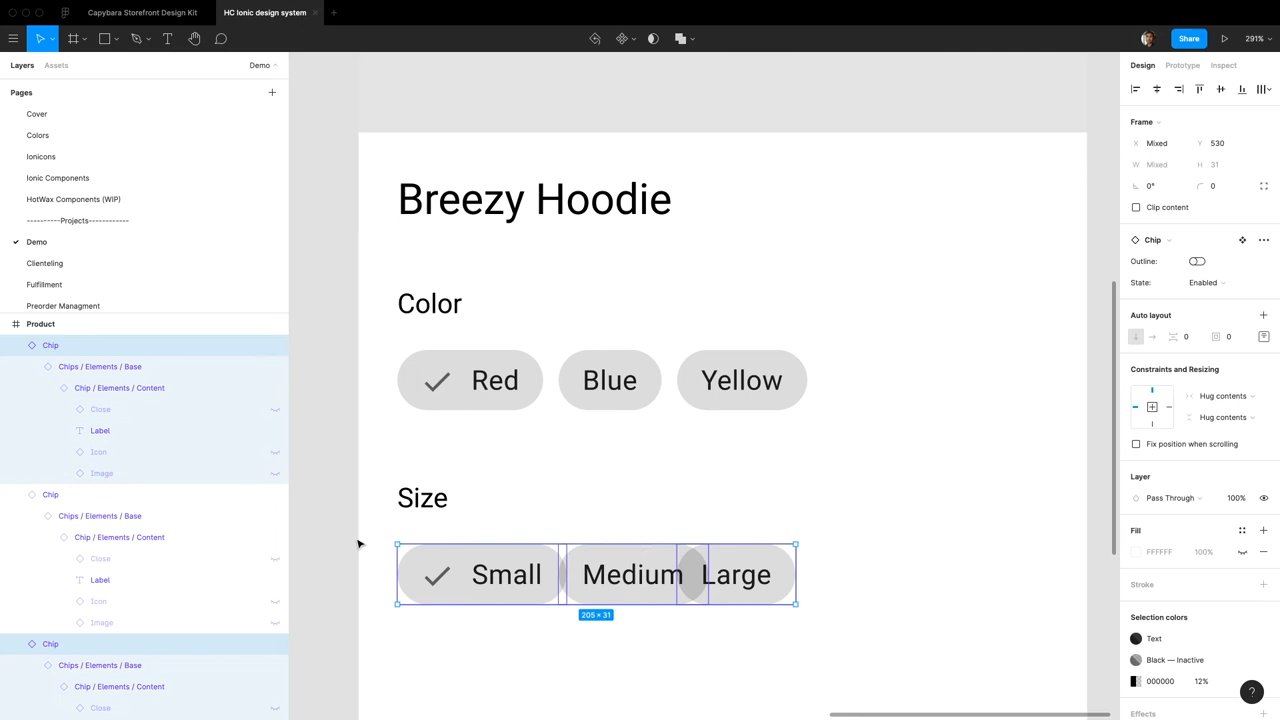 Capybara Storefront Design Kit
HC Ionic design system
Share
291%
Layers
Assets
Demo
Pages
Cover
Colors
Ionicons
Ionic Components
HotWax Components (WIP)
----------Projects------------
Demo
Clienteling
Fulfillment
Preorder Managment
Product
Chip
Chips / Elements / Base
Chip / Elements / Content
Close
Label
Icon
Image
Chip
Chips / Elements / Base
Chip / Elements / Content
Close
Label
Icon
Image
Chip
Chips / Elements / Base
Chip / Elements / Content
Close
Breezy Hoodie
Color
Red
Blue
Yellow
Size
Small
Medium
Large
205 × 31
Design
Prototype
Inspect
Frame
X Mixed Y 530
W Mixed H 31
0° 0
Clip content
Chip
Outline:
State: Enabled
Auto layout
0 0
Constraints and Resizing
Hug contents
Hug contents
Fix position when scrolling
Layer
Pass Through 100%
Fill
FFFFFF 100%
Stroke
Selection colors
Text
Black — Inactive
000000 12%
Effects
?